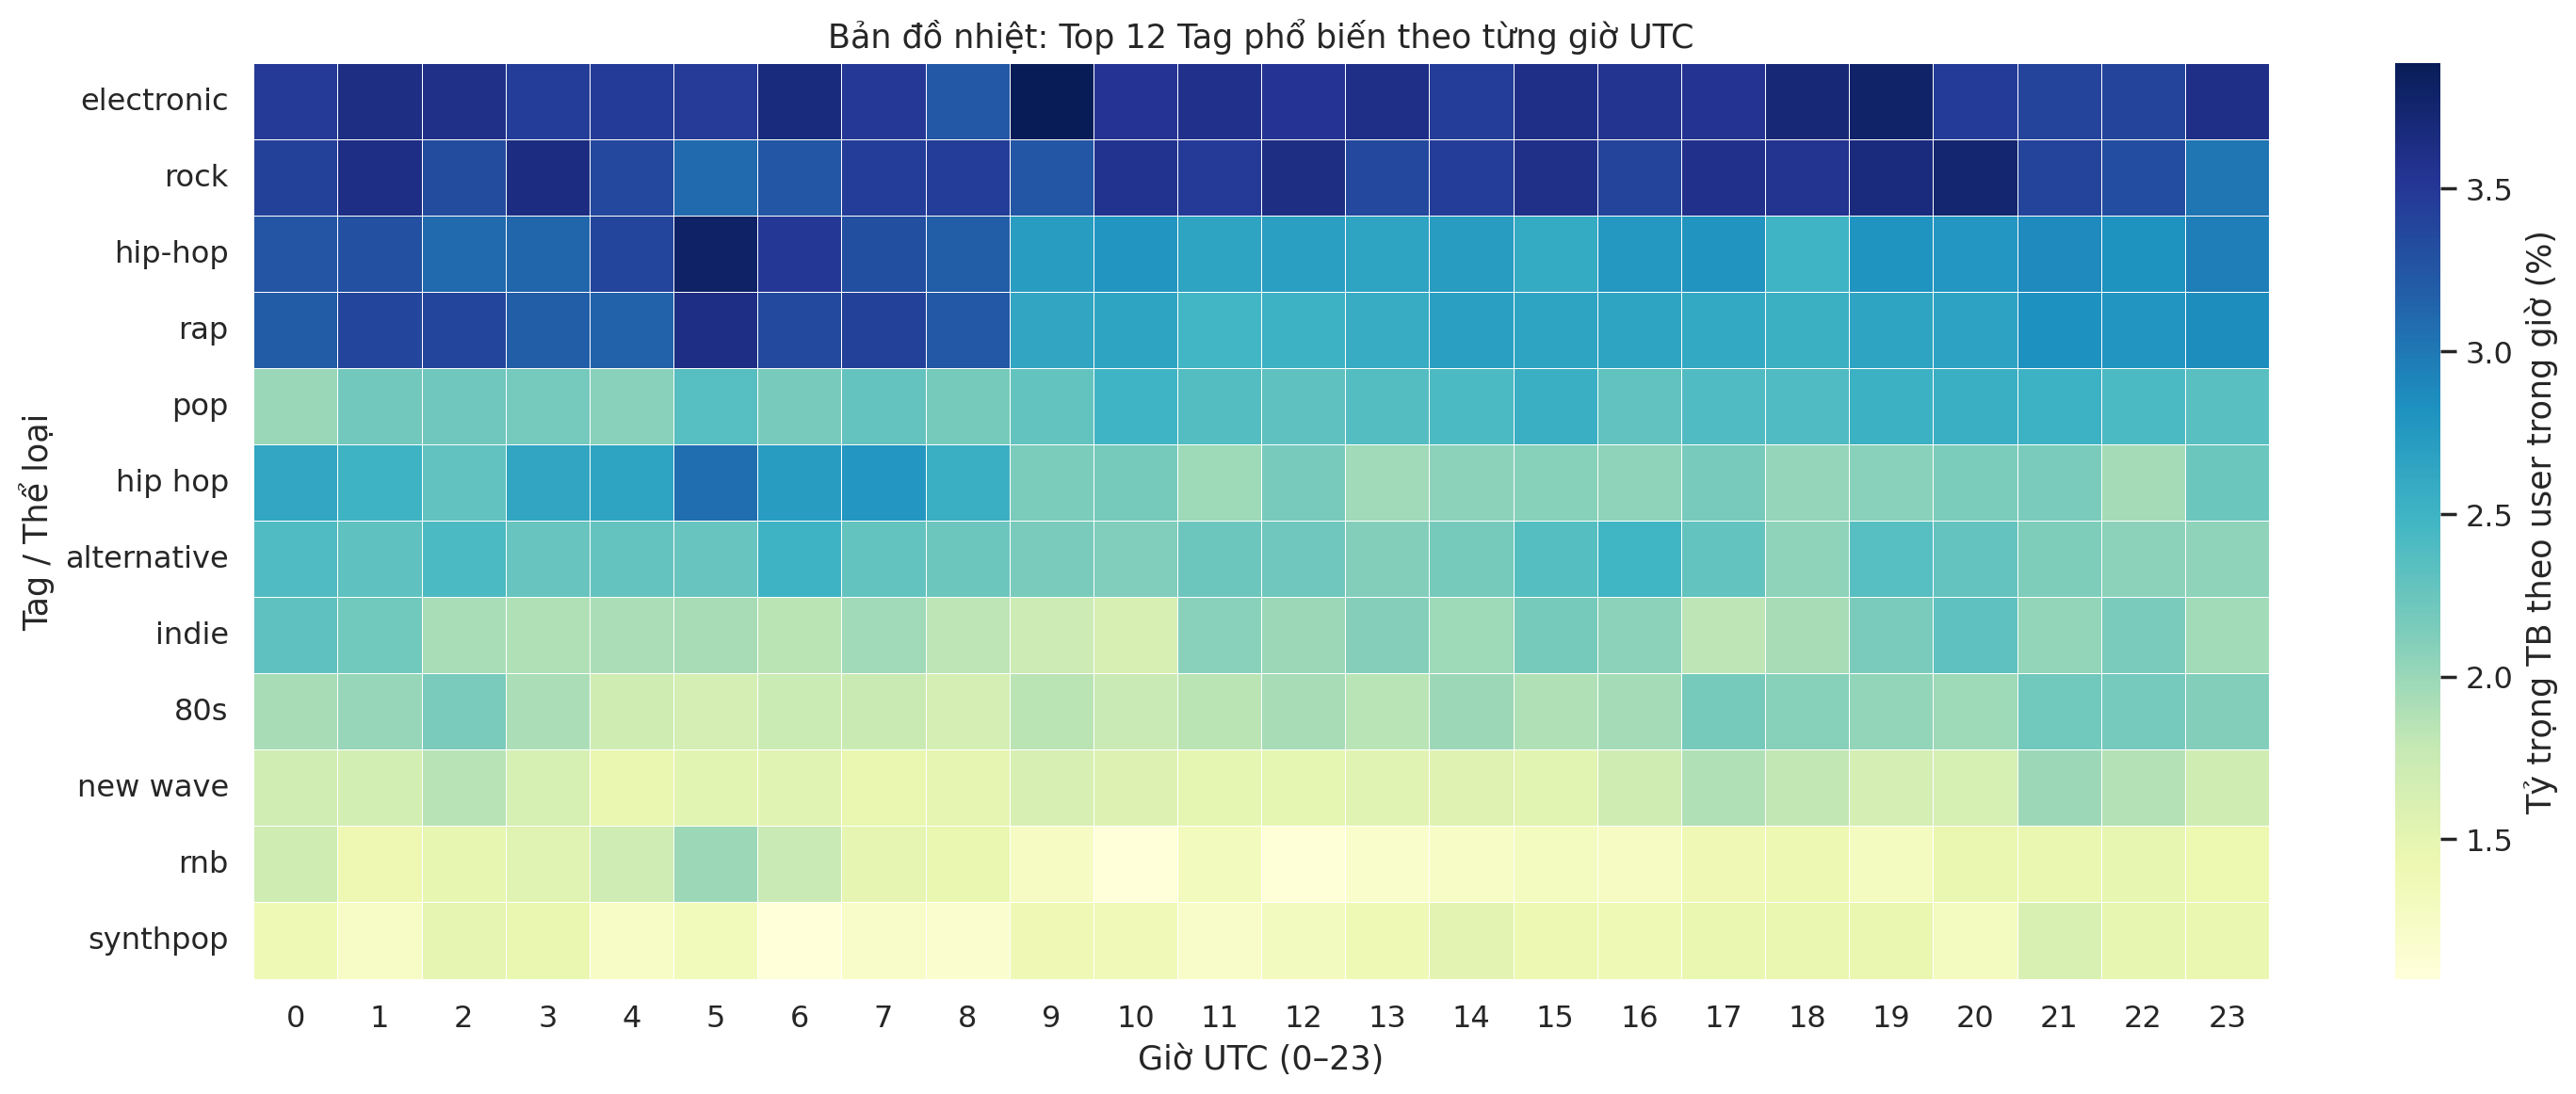 Bản đồ nhiệt: Top 12 Tag phổ biến theo từng giờ UTC
Tag / Thể loại
electronic
rock
hip-hop
rap
pop
hip hop
alternative
indie
80s
new wave
rnb
synthpop
0 1 2 3 4 5 6 7 8 9 10 11 12 13 14 15 16 17 18 19 20 21 22 23
Giờ UTC (0–23)
3.5
3.0
2.5
2.0
1.5
Tỷ trọng TB theo user trong giờ (%)